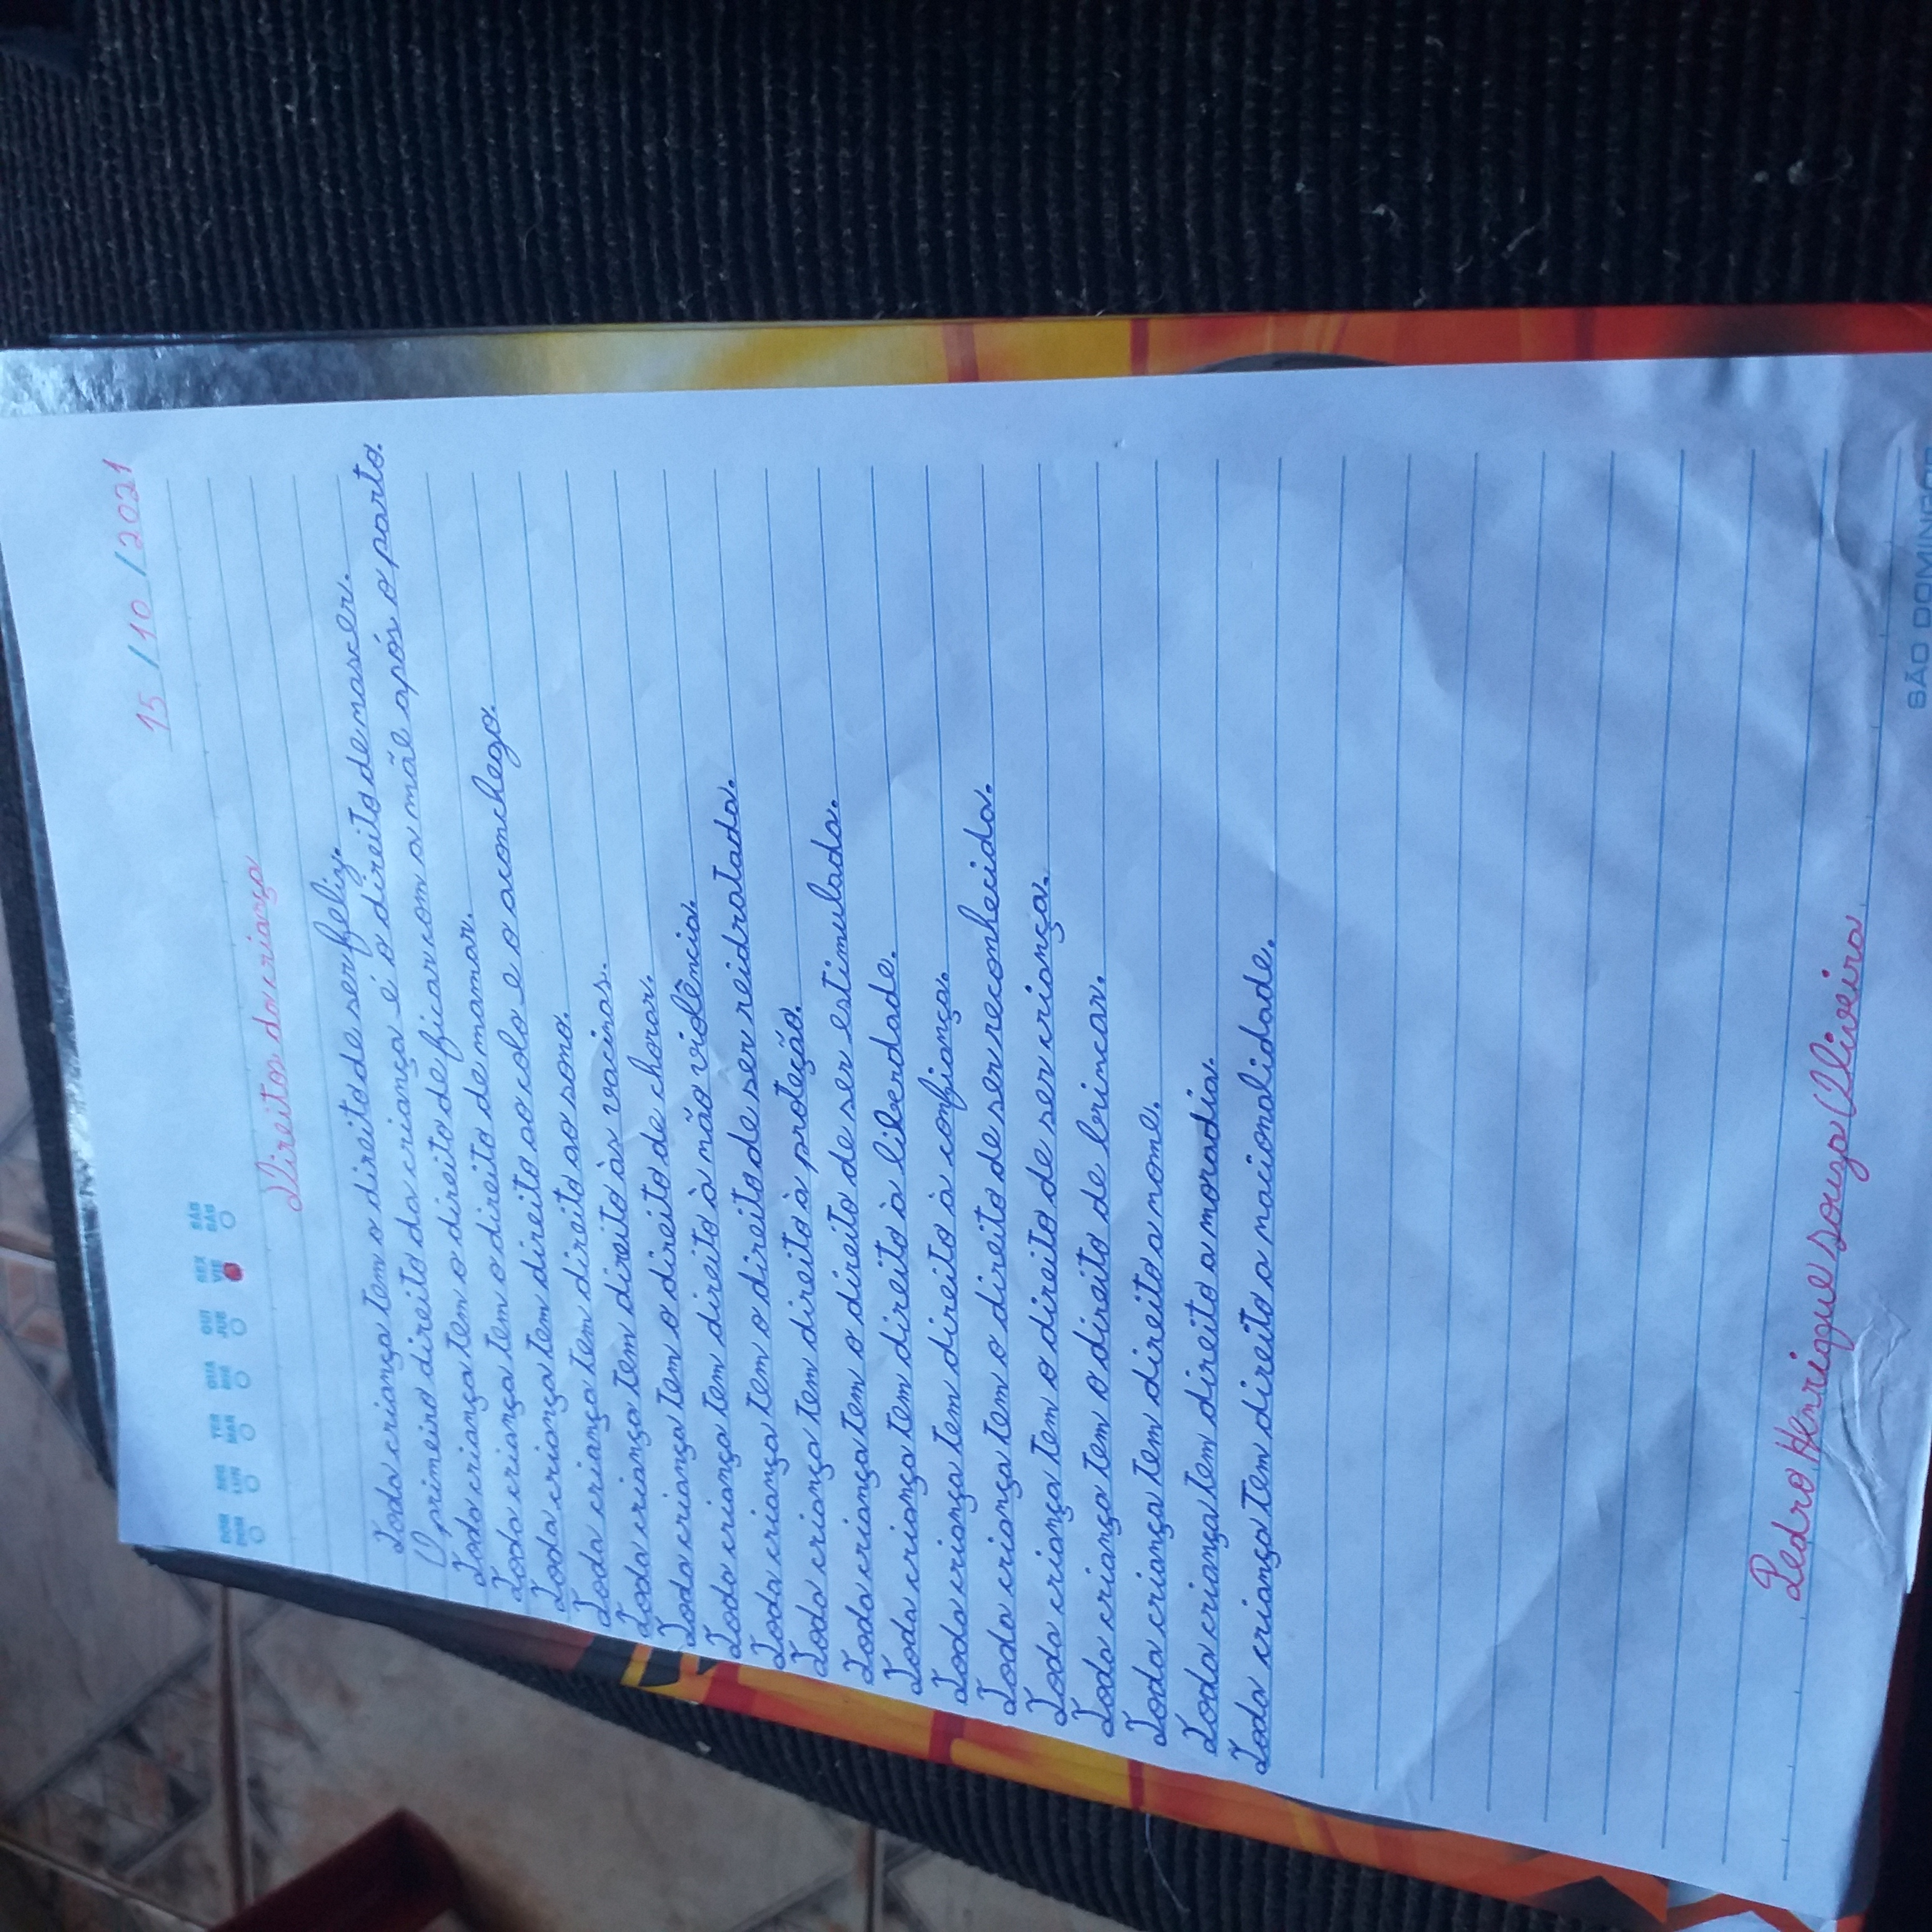 15 / 10 / 2021
DOM SEG TER QUA QUI SEX SÁB
DOM LUN MAR MIÉ JUE VIE SÁB
Direitos da criança
Toda criança tem o direito de ser feliz.
O primeiro direito da criança é o direito de nascer.
Toda criança tem o direito de ficar com a mãe após o parto.
Toda criança tem o direito de mamar.
Toda criança tem direito ao colo e o aconchego.
Toda criança tem direito ao sono.
Toda criança tem direito às vacinas.
Toda criança tem o direito de chorar.
Toda criança tem direito à não violência.
Toda criança tem o direito de ser reidratada.
Toda criança tem direito à proteção.
Toda criança tem o direito de ser estimulada.
Toda criança tem direito à liberdade.
Toda criança tem direito à confiança.
Toda criança tem o direito de ser reconhecida.
Toda criança tem o direito de ser criança.
Toda criança tem o direito de brincar.
Toda criança tem direito a nome.
Toda criança tem direito a moradia.
Toda criança tem direito a nacionalidade.
Pedro Henrique Souza Oliveira
SÃO DOMINGOS